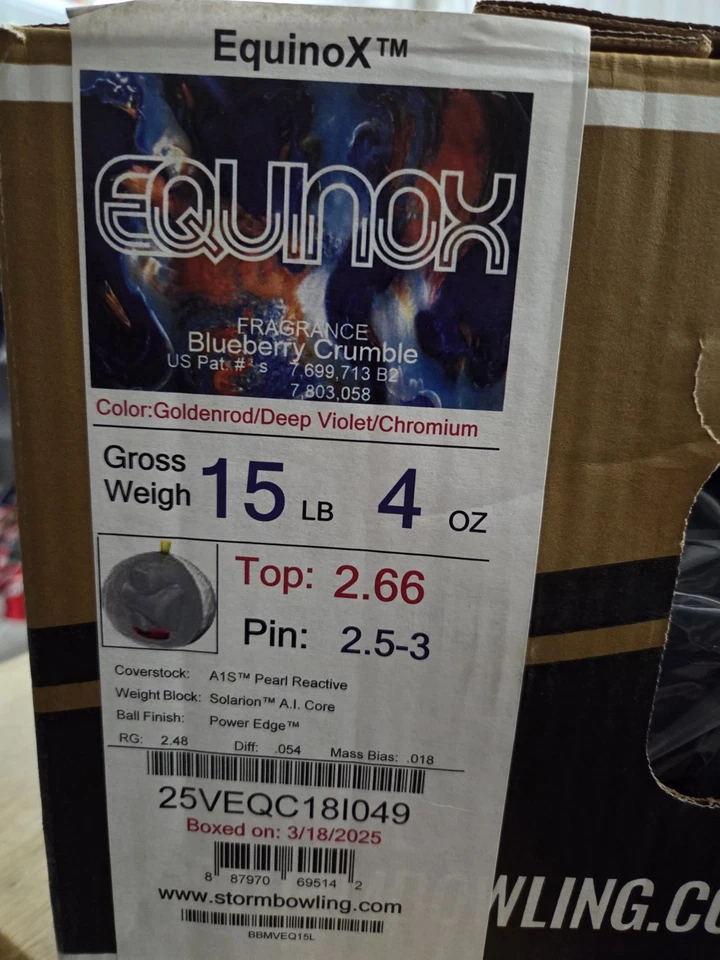 EquinoX™
EQUINOX
FRAGRANCE
Blueberry Crumble
US Pat. #'s 7,699,713 B2
7,803,058
Color:Goldenrod/Deep Violet/Chromium
Gross Weigh 15 LB 4 OZ
Top: 2.66
Pin: 2.5-3
Coverstock: A1S™ Pearl Reactive
Weight Block: Solarion™ A.I. Core
Ball Finish: Power Edge™
RG: 2.48 Diff: .054 Mass Bias: .018
25VEQC18I049
Boxed on: 3/18/2025
8 87970 69514 2
www.stormbowling.com
BBMVEQ15L
WLING.C